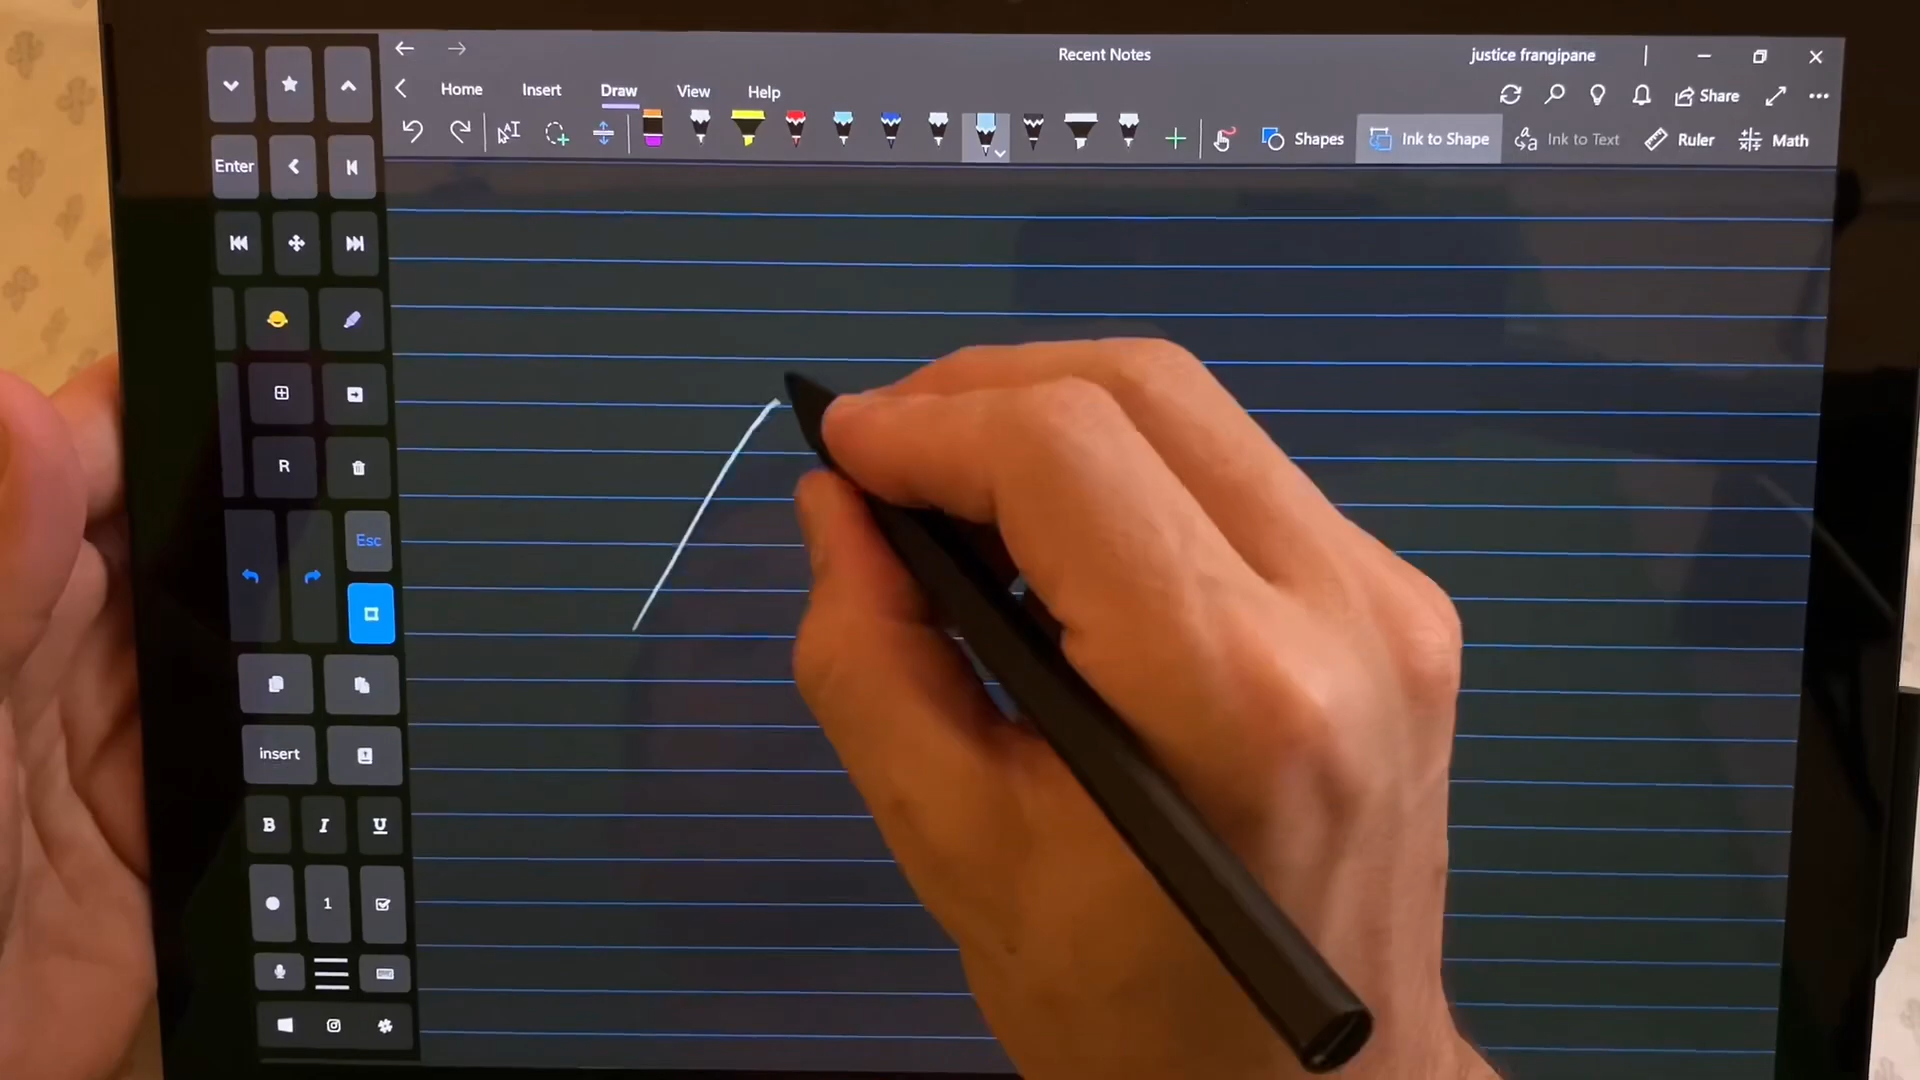 Recent Notes
justice frangipane
Home Insert Draw View Help
Share
Shapes Ink to Shape Ink to Text Ruler Math
Enter
R
Esc
insert
B I U
1